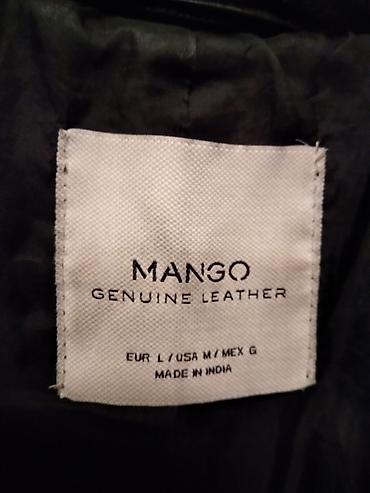 MANGO
GENUINE LEATHER
EUR L / USA M / MEX G
MADE IN INDIA